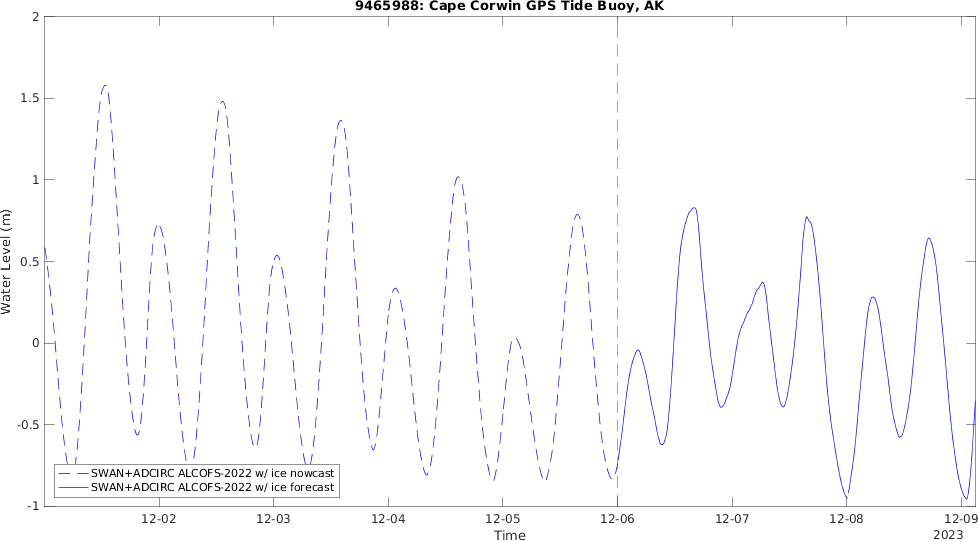 9465988: Cape Corwin GPS Tide Buoy, AK
2
1.5
1
0.5
0
-0.5
-1
Water Level (m)
SWAN+ADCIRC ALCOFS-2022 w/ ice nowcast
SWAN+ADCIRC ALCOFS-2022 w/ ice forecast
12-02 12-03 12-04 12-05 12-06 12-07 12-08 12-09
Time
2023